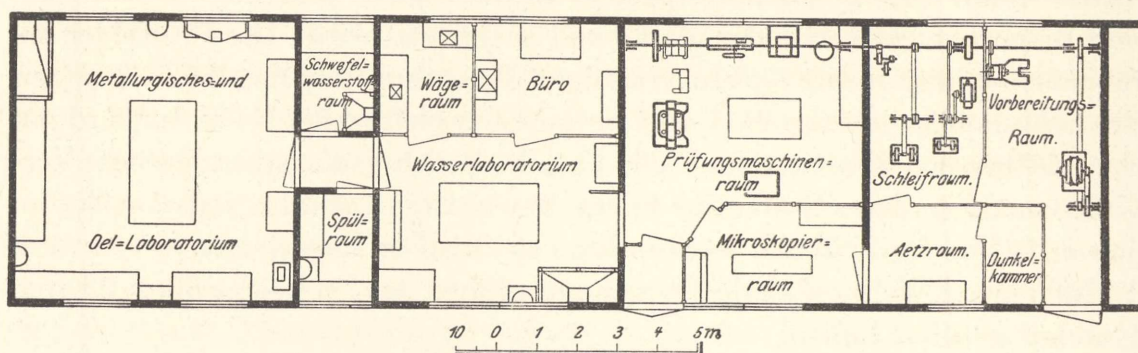 Metallurgisches=und
Oel=Laboratorium
Schwefel=
wasserstoff=
raum
Spül=
raum
Wäge=
raum
Büro
Wasserlaboratorium
Prüfungsmaschinen=
raum
Mikroskopier=
raum
Schleifraum.
Vorbereitungs=
Raum.
Aetzraum.
Dunkel=
kammer
10 0 1 2 3 4 5m